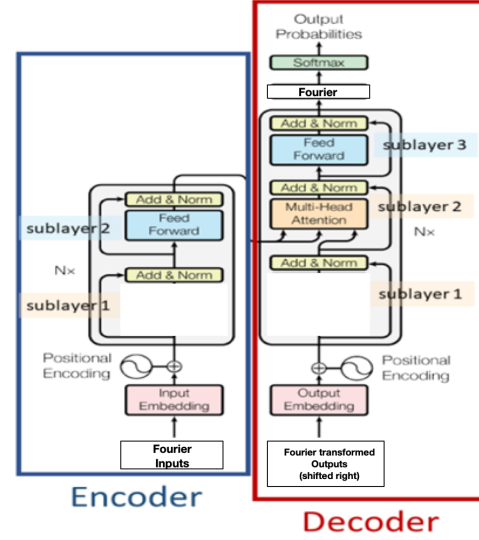 Output
Probabilities
Softmax
Fourier
Add & Norm
Feed
Forward
sublayer 3
Add & Norm
Multi-Head
Attention
sublayer 2
Nx
Add & Norm
sublayer 1
Positional
Encoding
Output
Embedding
Fourier transformed
Outputs
(shifted right)
Decoder
Add & Norm
Feed
Forward
sublayer 2
Nx
Add & Norm
sublayer 1
Positional
Encoding
Input
Embedding
Fourier
Inputs
Encoder